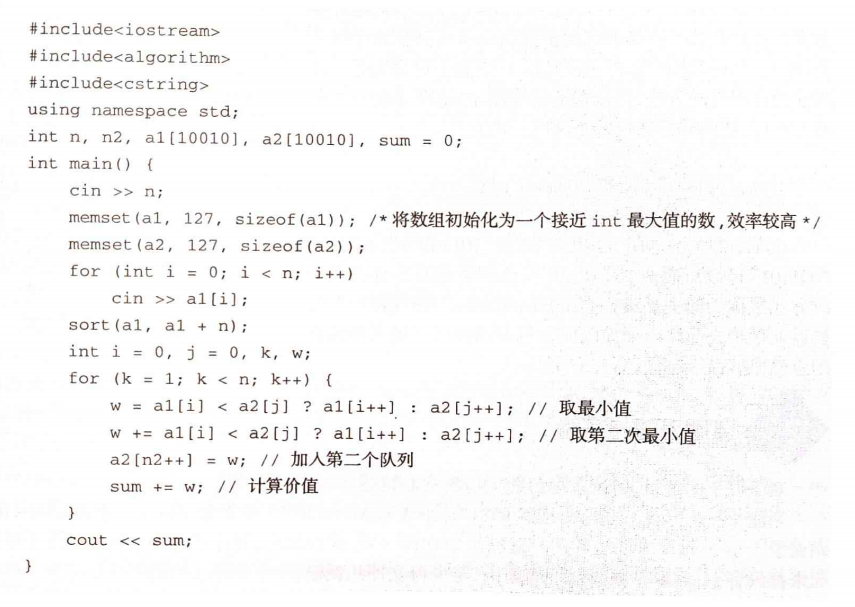 #include<iostream>
#include<algorithm>
#include<cstring>
using namespace std;
int n, n2, a1[10010], a2[10010], sum = 0;
int main() {
    cin >> n;
    memset(a1, 127, sizeof(a1)); /* 将数组初始化为一个接近 int 最大值的数,效率较高 */
    memset(a2, 127, sizeof(a2));
    for (int i = 0; i < n; i++)
        cin >> a1[i];
    sort(a1, a1 + n);
    int i = 0, j = 0, k, w;
    for (k = 1; k < n; k++) {
        w = a1[i] < a2[j] ? a1[i++] : a2[j++]; // 取最小值
        w += a1[i] < a2[j] ? a1[i++] : a2[j++]; // 取第二次最小值
        a2[n2++] = w; // 加入第二个队列
        sum += w; // 计算价值
    }
    cout << sum;
}